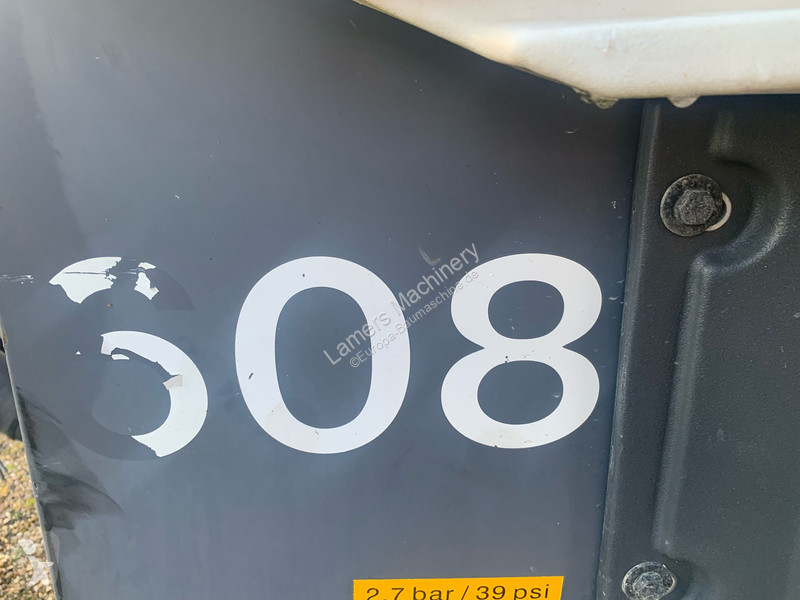 608
Lamers Machinery
©Europa-Baumaschine.de
2.7 bar / 39 psi